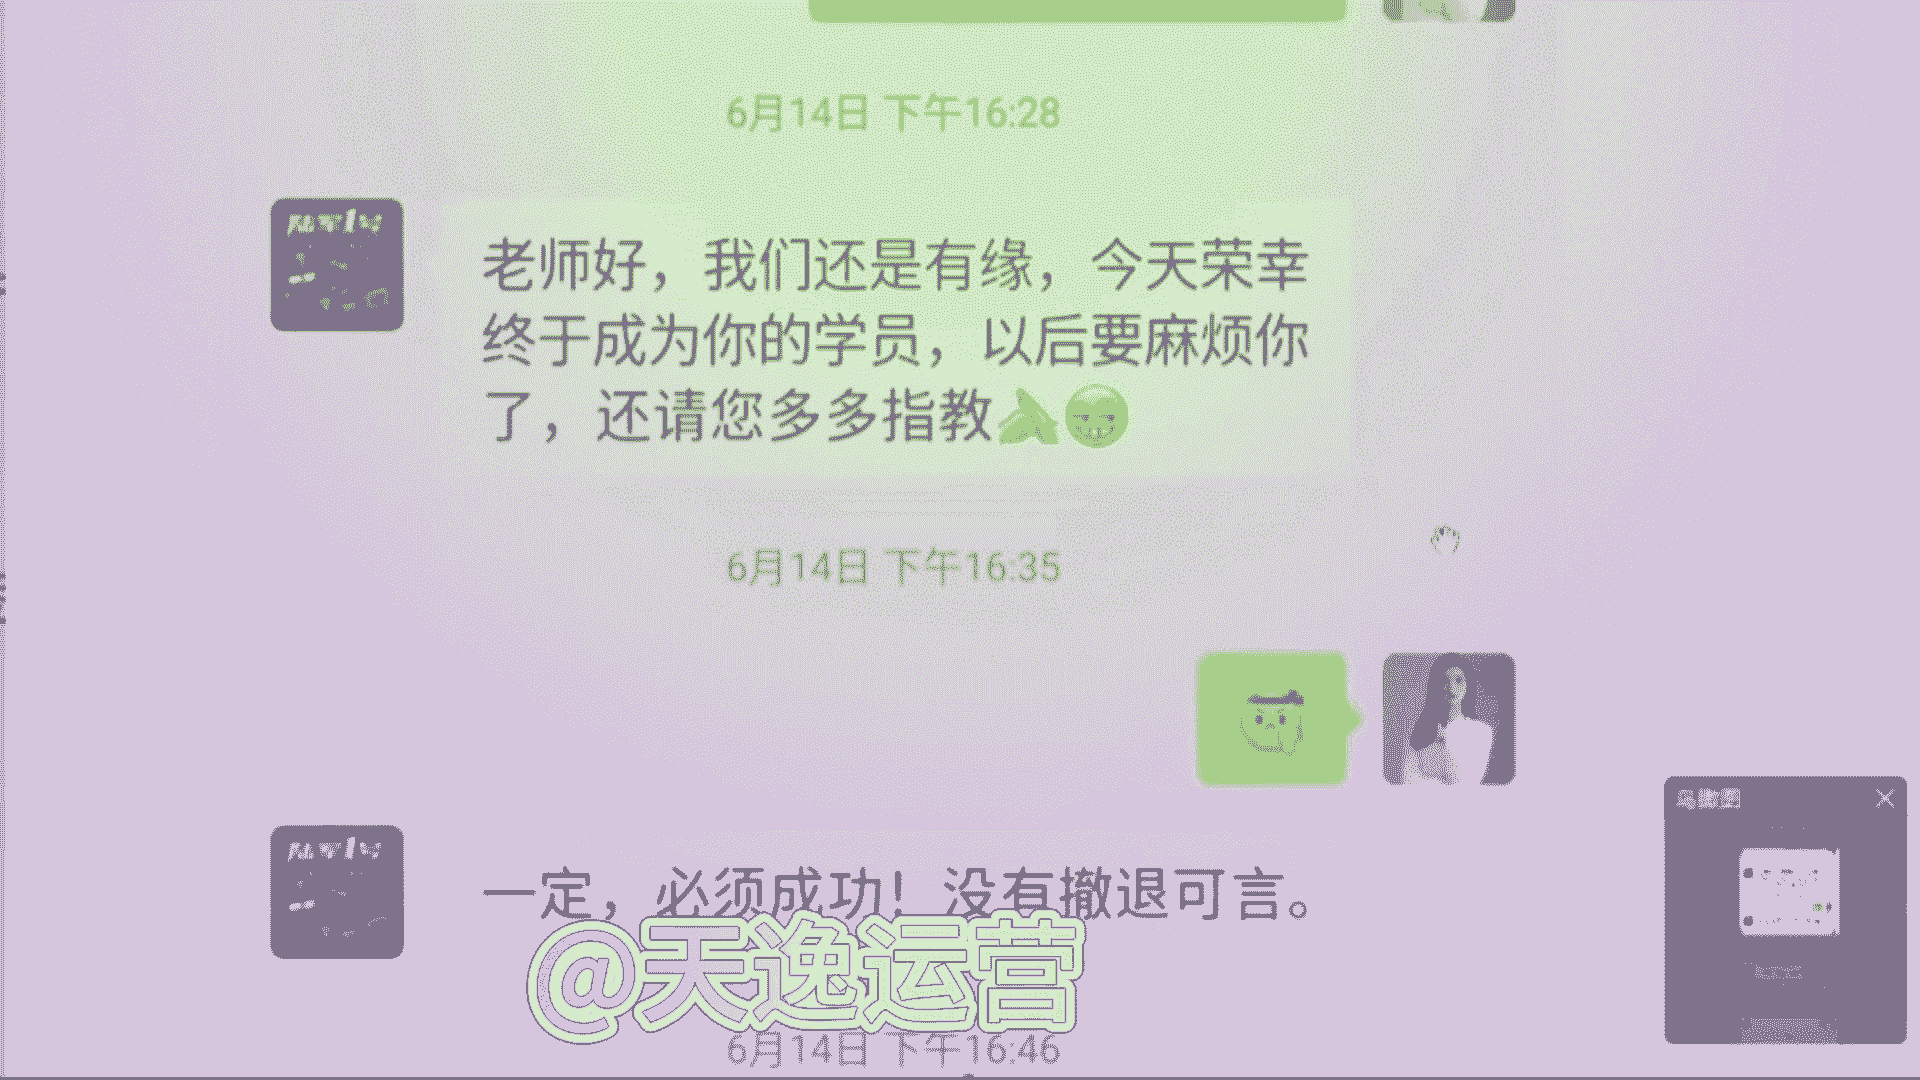 6月14日 下午16:28
老师好，我们还是有缘，今天荣幸
终于成为你的学员，以后要麻烦你
了，还请您多多指教
6月14日 下午16:35
一定，必须成功！没有撤退可言。
@天逸运营
6月14日 下午16:46